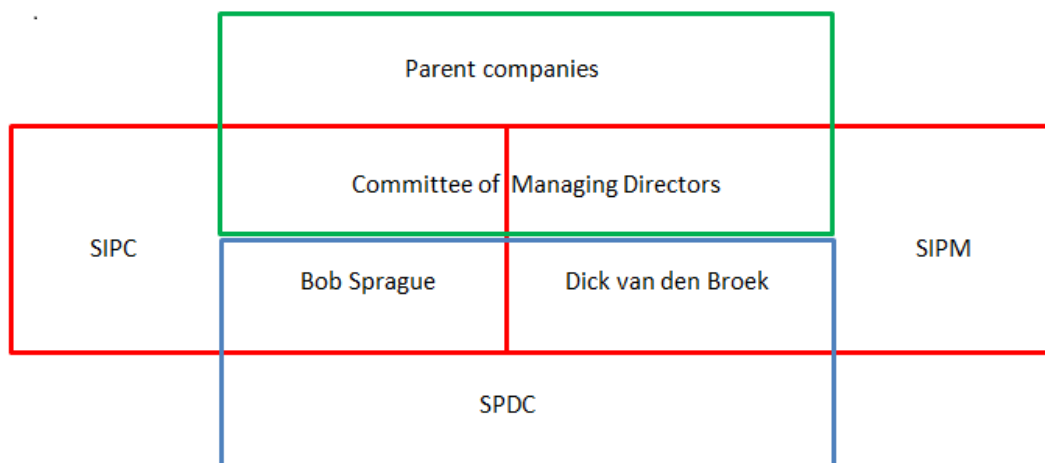 Parent companies
Committee of Managing Directors
SIPC
SIPM
Bob Sprague
Dick van den Broek
SPDC